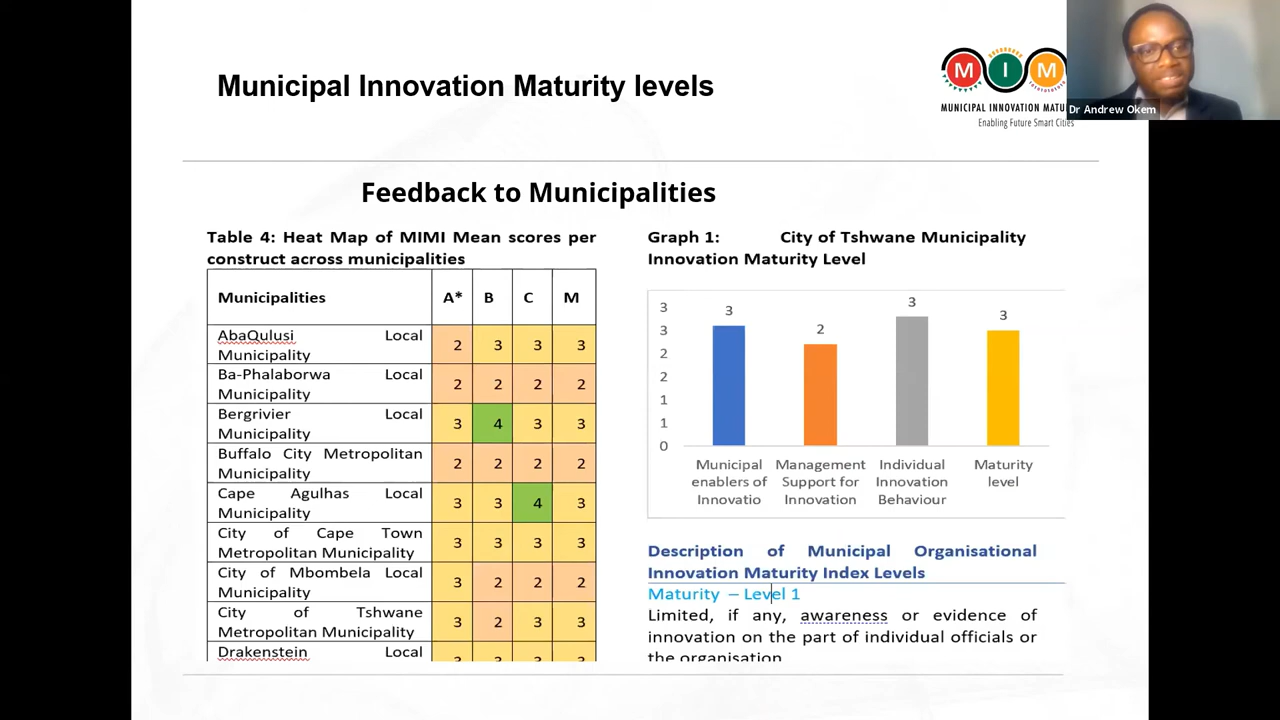 Municipal Innovation Maturity levels
M I M
MUNICIPAL INNOVATION MATU
Enabling Future Smart Cities
Dr Andrew Okem
Feedback to Municipalities
Table 4: Heat Map of MIMI Mean scores per
construct across municipalities
Municipalities A* B C M
AbaQulusi Local
Municipality 2 3 3 3
Ba-Phalaborwa Local
Municipality 2 2 2 2
Bergrivier Local
Municipality 3 4 3 3
Buffalo City Metropolitan
Municipality 2 2 2 2
Cape Agulhas Local
Municipality 3 3 4 3
City of Cape Town
Metropolitan Municipality 3 3 3 3
City of Mbombela Local
Municipality 3 2 2 2
City of Tshwane
Metropolitan Municipality 3 2 3 3
Drakenstein Local
Graph 1: City of Tshwane Municipality
Innovation Maturity Level
3
3
2
2
1
1
0
3 2 3 3
Municipal Management Individual Maturity
enablers of Support for Innovation level
Innovatio Innovation Behaviour
Description of Municipal Organisational
Innovation Maturity Index Levels
Maturity – Level 1
Limited, if any, awareness or evidence of
innovation on the part of individual officials or
the organisation